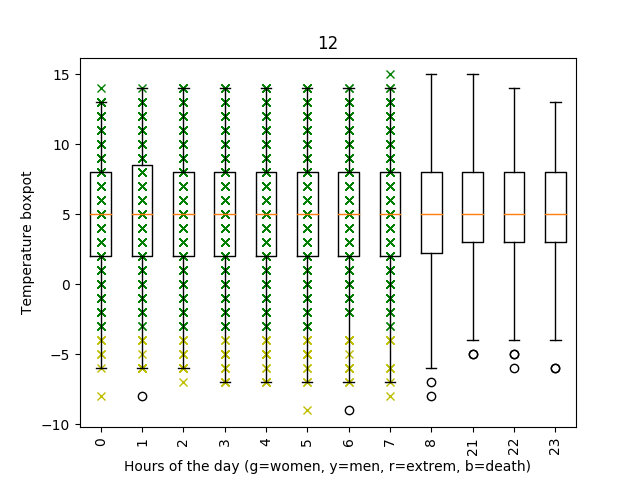 12
15
10
5
0
−5
−10
Temperature boxpot
0 1 2 3 4 5 6 7 8 21 22 23
Hours of the day (g=women, y=men, r=extrem, b=death)